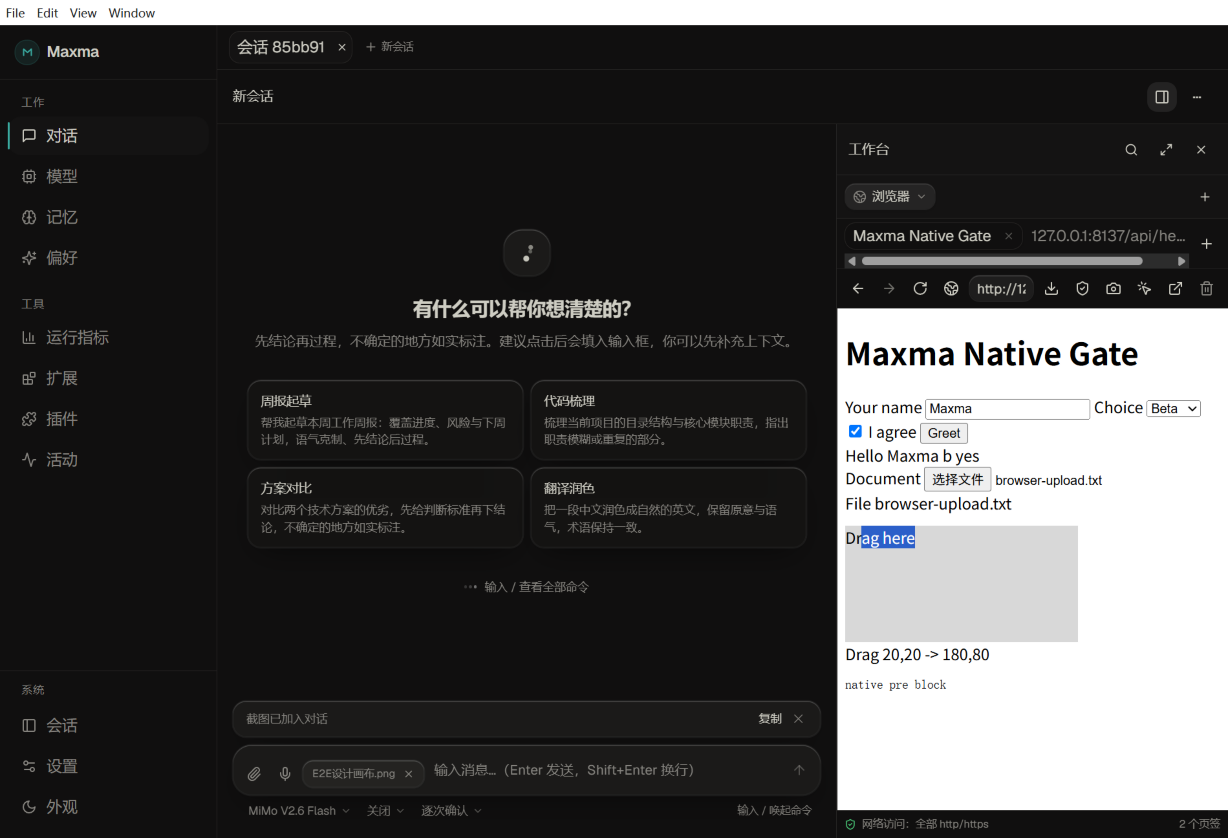 File Edit View Window
Maxma
工作
对话
模型
记忆
偏好
工具
运行指标
扩展
插件
活动
系统
会话
设置
外观
会话 85bb91 × + 新会话
新会话
有什么可以帮你想清楚的?
先结论再过程，不确定的地方如实标注。建议点击后会填入输入框，你可以先补充上下文。
周报起草
帮我起草本周工作周报：覆盖进度、风险与下周
计划，语气克制、先结论后过程。
代码梳理
梳理当前项目的目录结构与核心模块职责，指出
职责模糊或重复的部分。
方案对比
对比两个技术方案的优劣，先给判断标准再下结
论，不确定的地方如实标注。
翻译润色
把一段中文润色成自然的英文，保留原意与语
气，术语保持一致。
输入 / 查看全部命令
截图已加入对话 复制
E2E设计画布.png × 输入消息...（Enter 发送，Shift+Enter 换行）
MiMo V2.6 Flash 关闭 逐次确认 输入 / 唤起命令
工作台
浏览器
Maxma Native Gate × 127.0.0.1:8137/api/he...
http://12
Maxma Native Gate
Your name Maxma Choice Beta
I agree Greet
Hello Maxma b yes
Document 选择文件 browser-upload.txt
File browser-upload.txt
Drag here
Drag 20,20 -> 180,80
native pre block
网络访问：全部 http/https 2 个页签